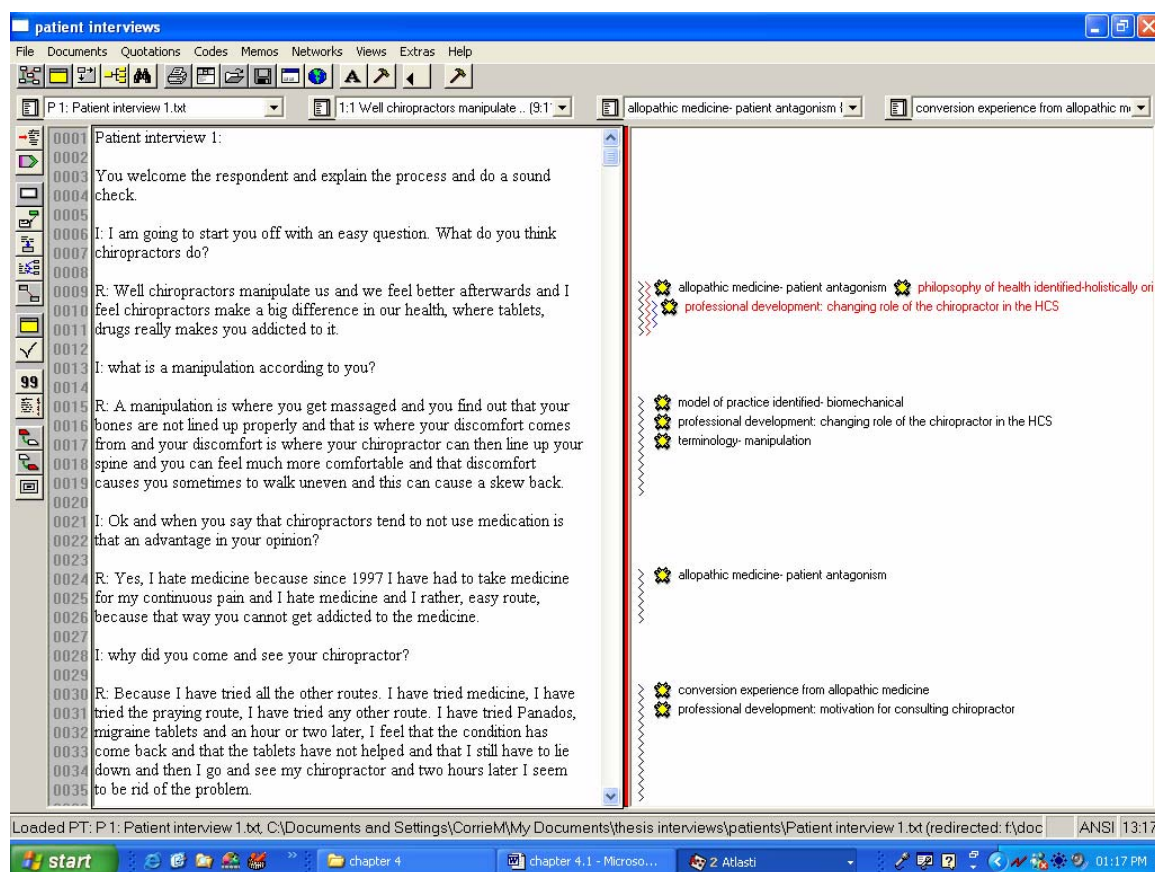 patient interviews
File Documents Quotations Codes Memos Networks Views Extras Help
A
P 1: Patient interview 1.txt
1:1 Well chiropractors manipulate .. (9:1
allopathic medicine- patient antagonism {
conversion experience from allopathic m
0001 Patient interview 1:
0002
0003 You welcome the respondent and explain the process and do a sound
0004 check.
0005
0006 I: I am going to start you off with an easy question. What do you think
0007 chiropractors do?
0008
0009 R: Well chiropractors manipulate us and we feel better afterwards and I
0010 feel chiropractors make a big difference in our health, where tablets,
0011 drugs really makes you addicted to it.
0012
0013 I: what is a manipulation according to you?
0014
0015 R: A manipulation is where you get massaged and you find out that your
0016 bones are not lined up properly and that is where your discomfort comes
0017 from and your discomfort is where your chiropractor can then line up your
0018 spine and you can feel much more comfortable and that discomfort
0019 causes you sometimes to walk uneven and this can cause a skew back.
0020
0021 I: Ok and when you say that chiropractors tend to not use medication is
0022 that an advantage in your opinion?
0023
0024 R: Yes, I hate medicine because since 1997 I have had to take medicine
0025 for my continuous pain and I hate medicine and I rather, easy route,
0026 because that way you cannot get addicted to the medicine.
0027
0028 I: why did you come and see your chiropractor?
0029
0030 R: Because I have tried all the other routes. I have tried medicine, I have
0031 tried the praying route, I have tried any other route. I have tried Panados,
0032 migraine tablets and an hour or two later, I feel that the condition has
0033 come back and that the tablets have not helped and that I still have to lie
0034 down and then I go and see my chiropractor and two hours later I seem
0035 to be rid of the problem.
99
allopathic medicine- patient antagonism philopsophy of health identified-holistically ori
professional development: changing role of the chiropractor in the HCS
model of practice identified- biomechanical
professional development: changing role of the chiropractor in the HCS
terminology- manipulation
allopathic medicine- patient antagonism
conversion experience from allopathic medicine
professional development: motivation for consulting chiropractor
Loaded PT: P 1: Patient interview 1.txt, C:\Documents and Settings\CorrieM\My Documents\thesis interviews\patients\Patient interview 1.txt (redirected: f:\doc ANSI 13:17
start
chapter 4
chapter 4.1 - Microso...
2 Atlasti
01:17 PM